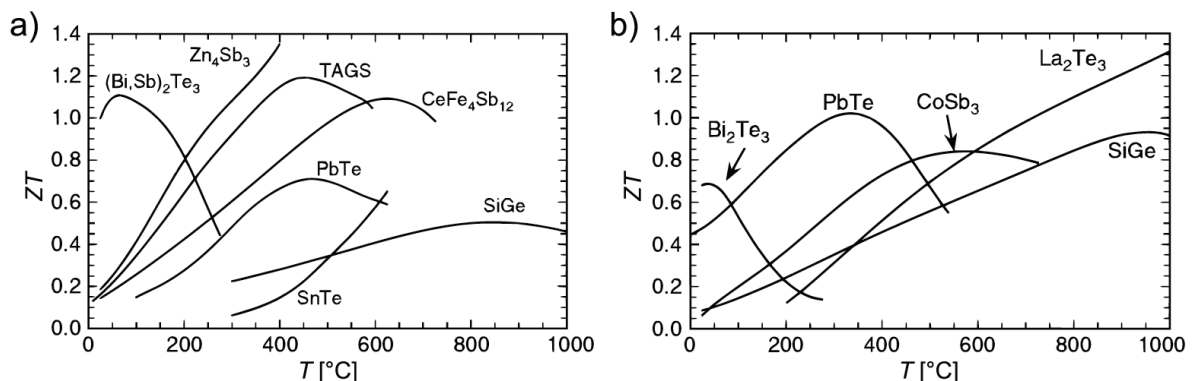 a)
ZT
1.4
1.2
1.0
0.8
0.6
0.4
0.2
0.0
Zn₄Sb₃
(Bi,Sb)₂Te₃
TAGS
CeFe₄Sb₁₂
PbTe
SiGe
SnTe
0 200 400 600 800 1000
T [°C]
b)
ZT
1.4
1.2
1.0
0.8
0.6
0.4
0.2
0.0
La₂Te₃
PbTe
CoSb₃
Bi₂Te₃
SiGe
0 200 400 600 800 1000
T [°C]